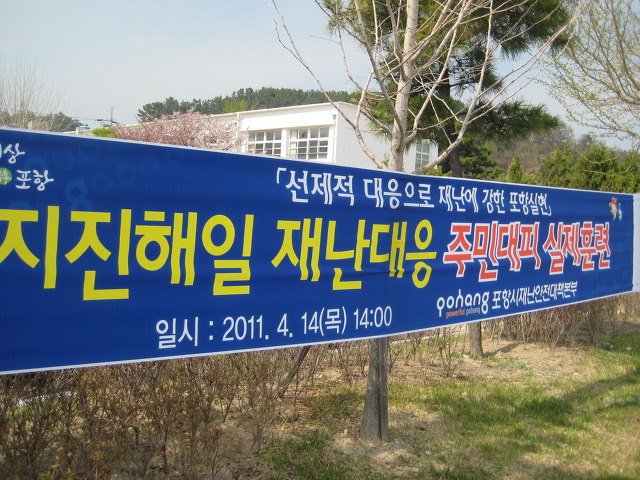 「선제적 대응으로 재난에 강한 포항실현」
지진해일 재난대응 주민대피 실제훈련
일시 : 2011. 4. 14(목) 14:00
pohang 포항시재난안전대책본부
powerful pohang
포항